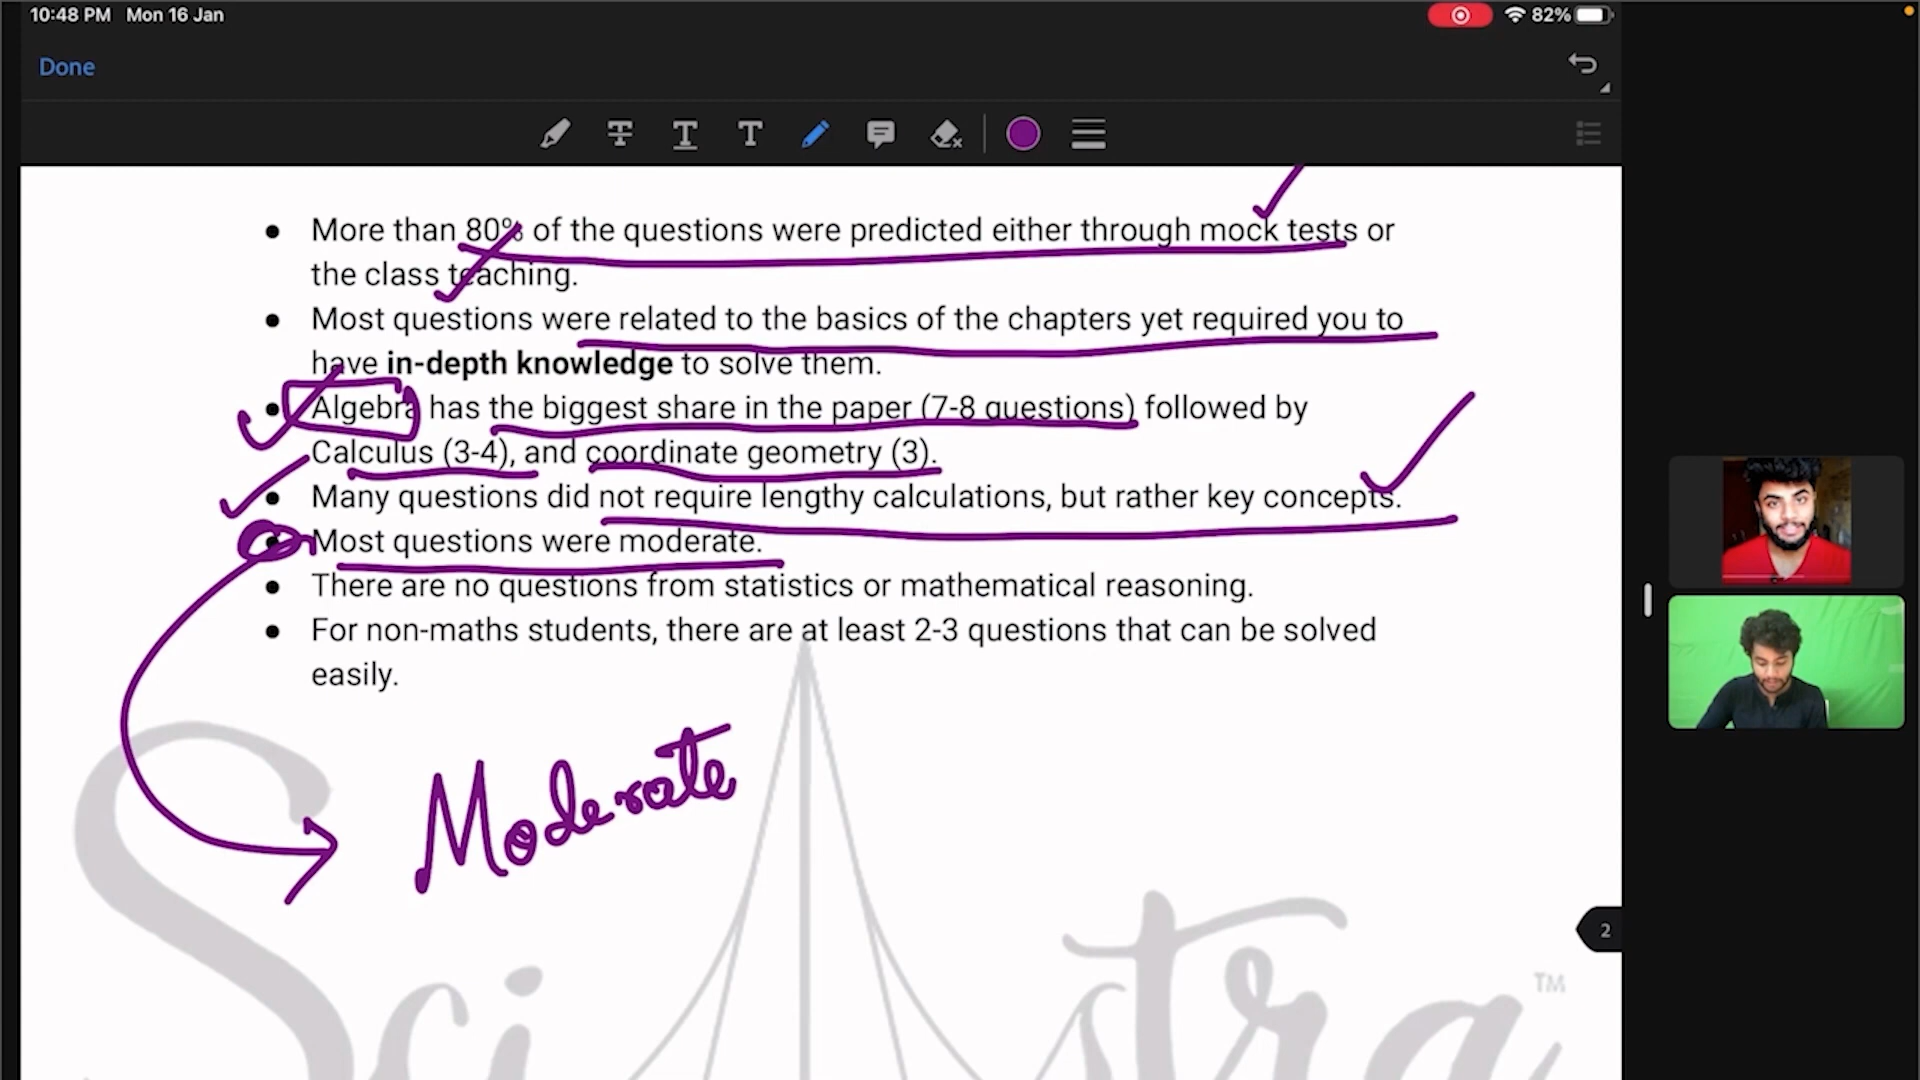 10:48 PM Mon 16 Jan
82%
Done
More than 80% of the questions were predicted either through mock tests or
the class teaching.
Most questions were related to the basics of the chapters yet required you to
have in-depth knowledge to solve them.
Algebra has the biggest share in the paper (7-8 questions) followed by
Calculus (3-4), and coordinate geometry (3).
Many questions did not require lengthy calculations, but rather key concepts.
Most questions were moderate.
There are no questions from statistics or mathematical reasoning.
For non-maths students, there are at least 2-3 questions that can be solved
easily.
Moderate
2
Sci Astra
TM